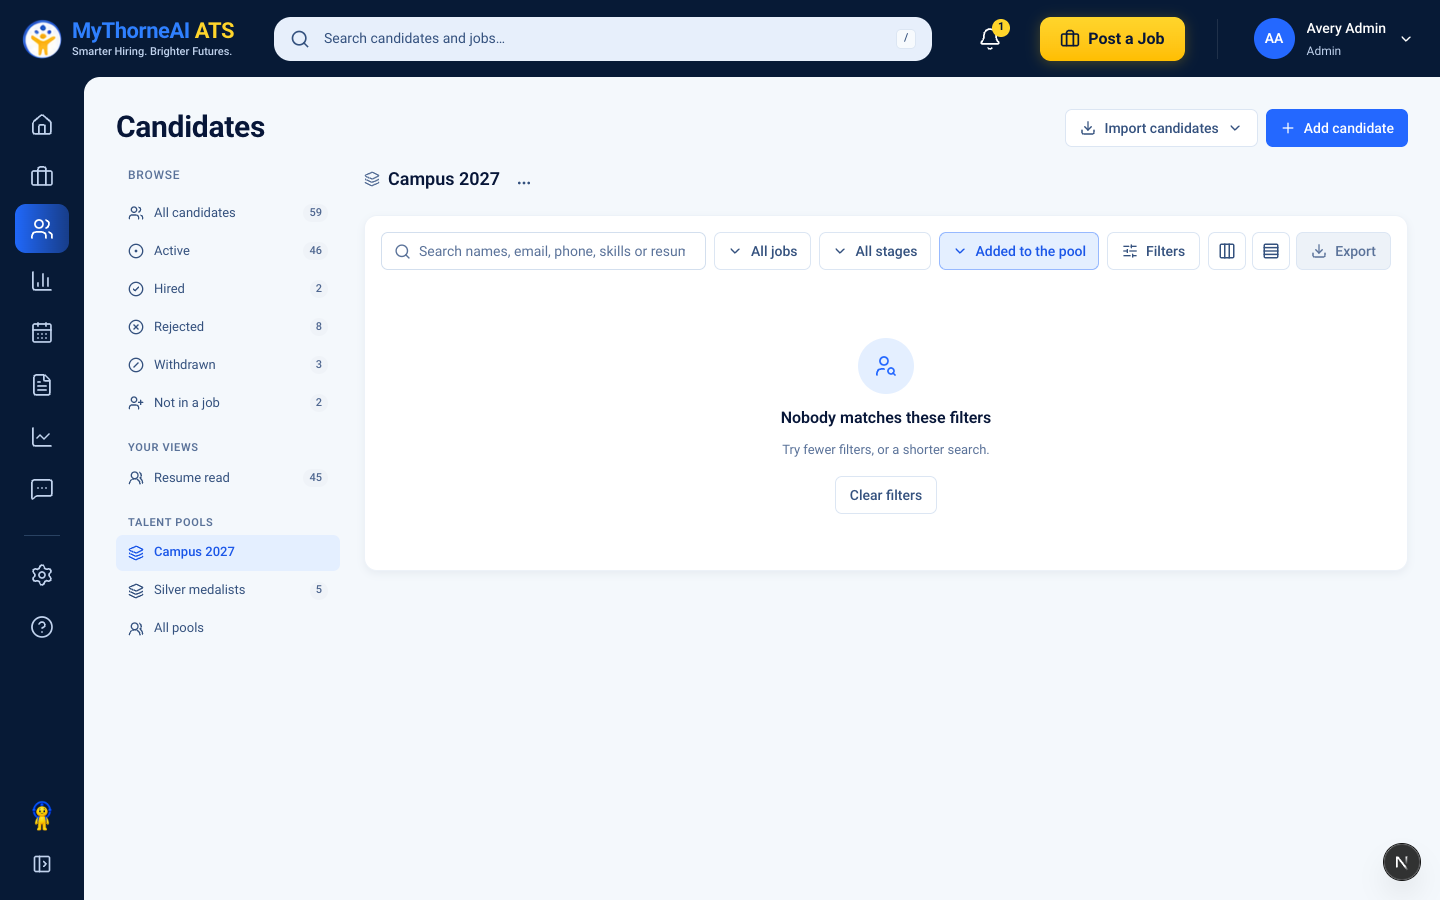 MyThorneAI ATS
Smarter Hiring. Brighter Futures.
Search candidates and jobs...
/
1
Post a Job
AA
Avery Admin
Admin
Candidates
Import candidates
Add candidate
BROWSE
All candidates 59
Active 46
Hired 2
Rejected 8
Withdrawn 3
Not in a job 2
YOUR VIEWS
Resume read 45
TALENT POOLS
Campus 2027
Silver medalists 5
All pools
Campus 2027 ...
Search names, email, phone, skills or resun
All jobs
All stages
Added to the pool
Filters
Export
Nobody matches these filters
Try fewer filters, or a shorter search.
Clear filters
N